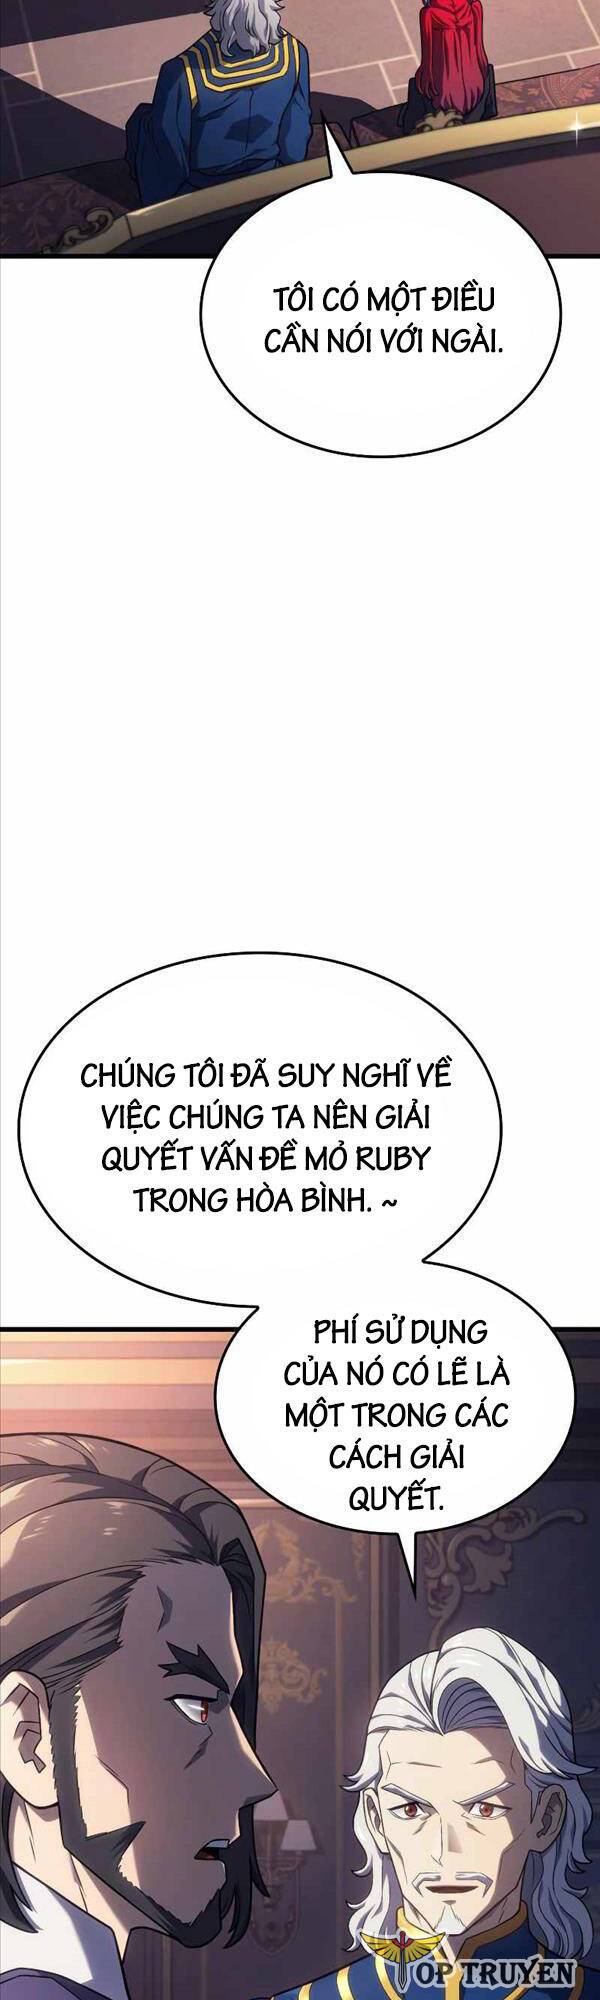 TÔI CÓ MỘT ĐIỀU
CẦN NÓI VỚI NGÀI.
CHÚNG TÔI ĐÃ SUY NGHĨ VỀ
VIỆC CHÚNG TA NÊN GIẢI
QUYẾT VẤN ĐỀ MỎ RUBY
TRONG HÒA BÌNH. ~
PHÍ SỬ DỤNG
CỦA NÓ CÓ LẼ LÀ
MỘT TRONG CÁC
CÁCH GIẢI
QUYẾT.
TOP TRUYEN